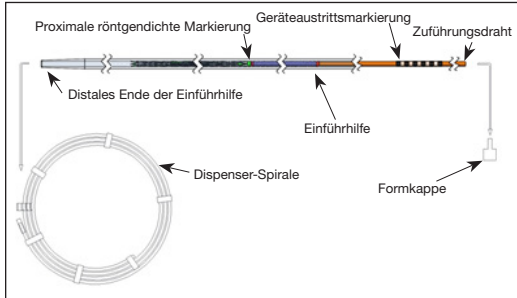 Proximale röntgendichte Markierung
Geräteaustrittsmarkierung
Zuführungsdraht
Distales Ende der Einführhilfe
Einführhilfe
Dispenser-Spirale
Formkappe